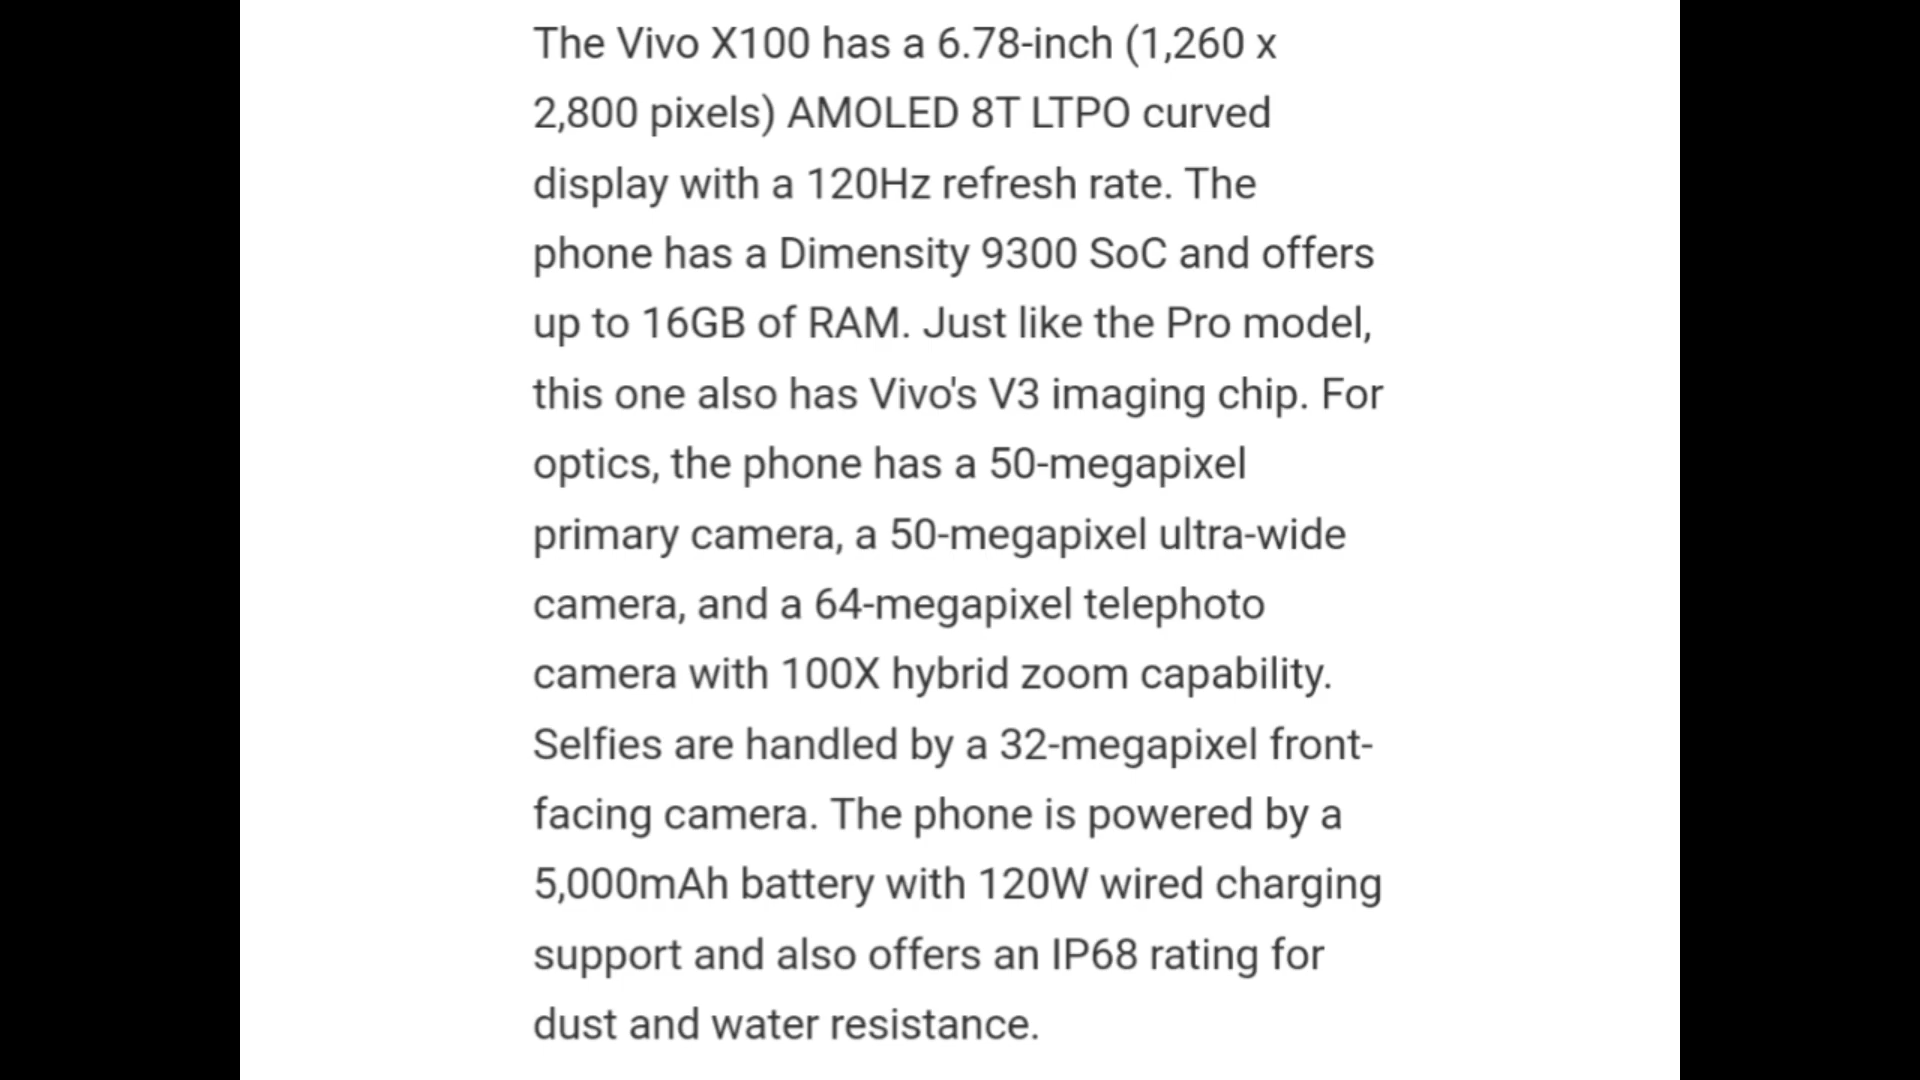 The Vivo X100 has a 6.78-inch (1,260 x
2,800 pixels) AMOLED 8T LTPO curved
display with a 120Hz refresh rate. The
phone has a Dimensity 9300 SoC and offers
up to 16GB of RAM. Just like the Pro model,
this one also has Vivo's V3 imaging chip. For
optics, the phone has a 50-megapixel
primary camera, a 50-megapixel ultra-wide
camera, and a 64-megapixel telephoto
camera with 100X hybrid zoom capability.
Selfies are handled by a 32-megapixel front-
facing camera. The phone is powered by a
5,000mAh battery with 120W wired charging
support and also offers an IP68 rating for
dust and water resistance.